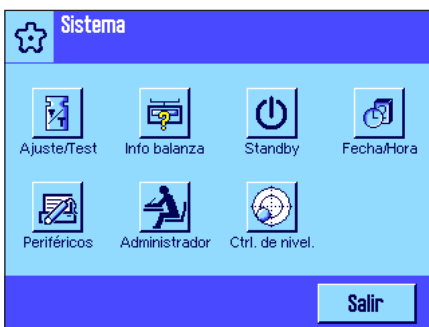 Sistema
Ajuste/Test
Info balanza
Standby
Fecha/Hora
Periféricos
Administrador
Ctrl. de nivel.
Salir